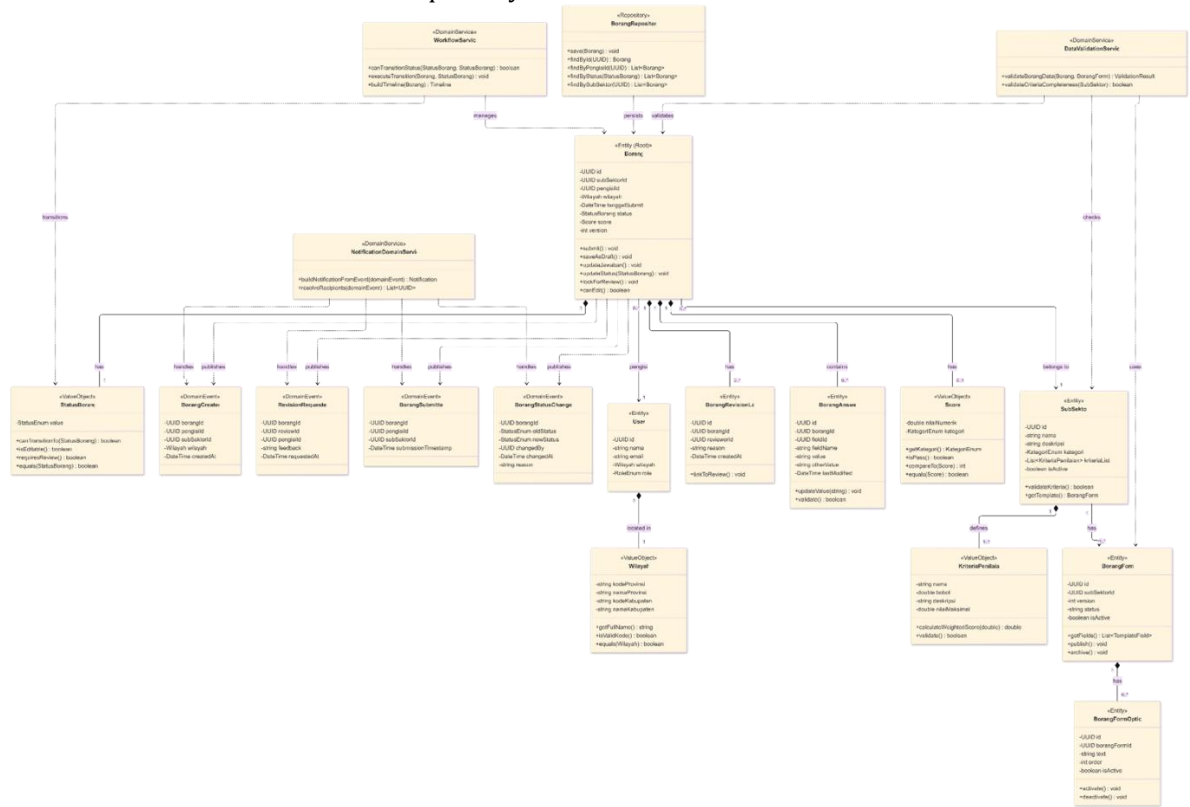 «DomainService»
WorkflowServic
+canTransitionStatus(StatusBorang, StatusBorang) : boolean
+executeTransition(Borang, StatusBorang) : void
+buildTimeline(Borang) : Timeline
«Repository»
BorangRepositor
+save(Borang) : void
+findById(UUID) : Borang
+findByPengisiId(UUID) : List<Borang>
+findByStatus(StatusBorang) : List<Borang>
+findBySubSektor(UUID) : List<Borang>
«DomainService»
DataValidationServic
+validateBorangData(Borang, BorangForm) : ValidationResult
+validateCriteriaCompleteness(SubSektor) : boolean
manages
persists
validates
«Entity (Root)»
Borang
-UUID id
-UUID subSektorId
-UUID pengisiId
-Wilayah wilayah
-DateTime tanggalSubmit
-StatusBorang status
-Score score
-int version
+submit() : void
+saveAsDraft() : void
+updateJawaban() : void
+updateStatus(StatusBorang) : void
+lockForReview() : void
+canEdit() : boolean
transitions
checks
«DomainService»
NotificationDomainServi
+buildNotificationFromEvent(domainEvent) : Notification
+resolveRecipients(domainEvent) : List<UUID>
has
handles
publishes
handles
publishes
handles
publishes
handles
publishes
pengisi
has
contains
has
belongs to
uses
«ValueObject»
StatusBoran
-StatusEnum value
+canTransitionTo(StatusBorang) : boolean
+isEditable() : boolean
+requiresReview() : boolean
+equals(StatusBorang) : boolean
«DomainEvent»
BorangCreate
-UUID borangId
-UUID pengisiId
-UUID subSektorId
-Wilayah wilayah
-DateTime createdAt
«DomainEvent»
RevisionRequeste
-UUID borangId
-UUID reviewId
-UUID pengisiId
-string feedback
-DateTime requestedAt
«DomainEvent»
BorangSubmitte
-UUID borangId
-UUID pengisiId
-UUID subSektorId
-DateTime submissionTimestamp
«DomainEvent»
BorangStatusChange
-UUID borangId
-StatusEnum oldStatus
-StatusEnum newStatus
-UUID changedBy
-DateTime changedAt
-string reason
«Entity»
User
-UUID id
-string name
-string email
-Wilayah wilayah
-RoleEnum role
«Entity»
BorangRevisionLo
-UUID id
-UUID borangId
-UUID reviewId
-string reason
-DateTime createdAt
+linkToReview() : void
«Entity»
BorangAnswe
-UUID id
-UUID borangId
-UUID fieldId
-string fieldName
-string value
-string otherValue
-DateTime lastModified
+updateValue(string) : void
+validate() : boolean
«ValueObject»
Score
-double nilaiNumerik
-KategoriEnum kategori
+getKategori() : KategoriEnum
+isPass() : boolean
+compareTo(Score) : int
+equals(Score) : boolean
«Entity»
SubSekto
-UUID id
-string nama
-string deskripsi
-KategoriEnum kategori
-List<KriteriaPenilaian> kriteriaList
-boolean isActive
+validateKriteria() : boolean
+getTemplate() : BorangForm
located in
defines
has
«ValueObject»
Wilayah
-string kodeProvinsi
-string namaProvinsi
-string kodeKabupaten
-string namaKabupaten
+getFullName() : string
+isValidKode() : boolean
+equals(Wilayah) : boolean
«ValueObject»
KriteriaPenilaia
-string nama
-double bobot
-string deskripsi
-double nilaiMaksimal
+calculateWeightedScore(double) : double
+validate() : boolean
«Entity»
BorangForm
-UUID id
-UUID subSektorId
-int version
-string status
-boolean isActive
+getFields() : List<TemplateField>
+publish() : void
+archive() : void
has
«Entity»
BorangFormOptic
-UUID id
-UUID borangFormId
-string text
-int order
-boolean isActive
+activate() : void
+deactivate() : void